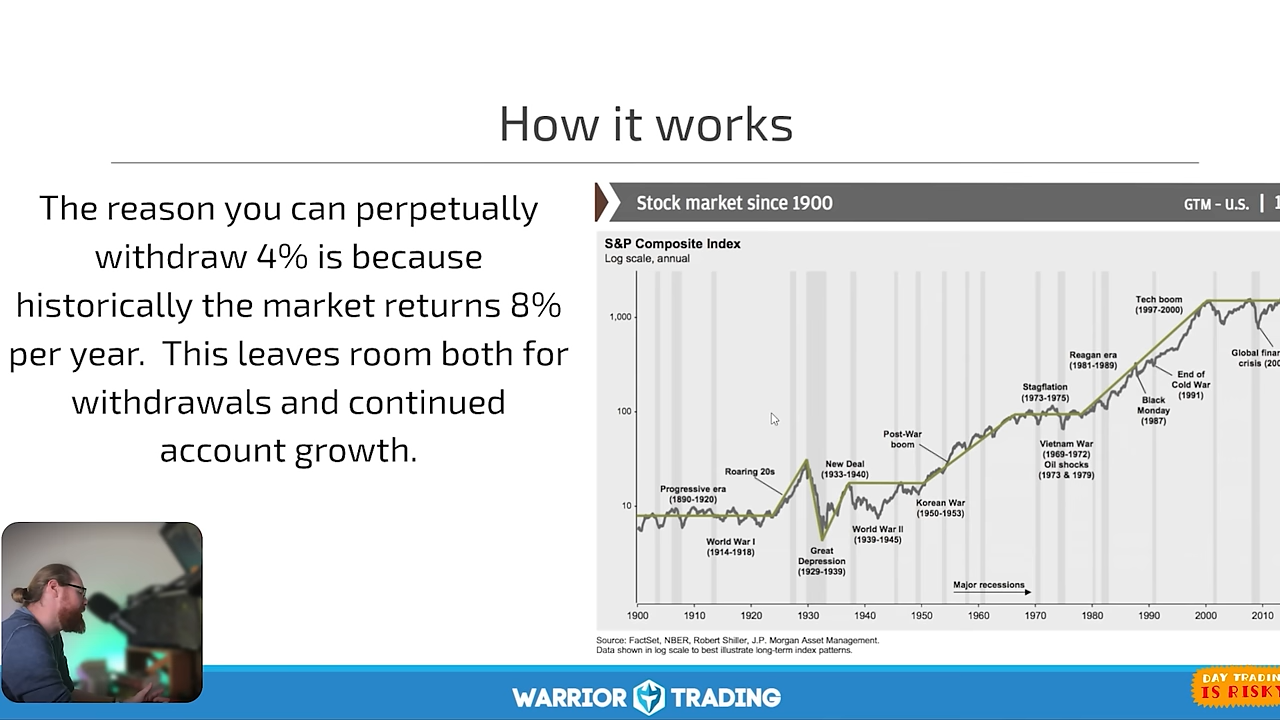 How it works
The reason you can perpetually
withdraw 4% is because
historically the market returns 8%
per year. This leaves room both for
withdrawals and continued
account growth.
Stock market since 1900
GTM – U.S. |
S&P Composite Index
Log scale, annual
1,000
100
10
Tech boom
(1997-2000)
Reagan era
(1981-1989)
Global finan
crisis (200
End of
Cold War
(1991)
Stagflation
(1973-1975)
Black
Monday
(1987)
Post-War
boom
Vietnam War
(1969-1972)
Oil shocks
(1973 & 1979)
Roaring 20s
New Deal
(1933-1940)
Progressive era
(1890-1920)
Korean War
(1950-1953)
World War II
(1939-1945)
World War I
(1914-1918)
Great
Depression
(1929-1939)
Major recessions
1900 1910 1920 1930 1940 1950 1960 1970 1980 1990 2000 2010
Source: FactSet, NBER, Robert Shiller, J.P. Morgan Asset Management.
Data shown in log scale to best illustrate long-term index patterns.
WARRIOR TRADING
DAY TRADIN
IS RISKY